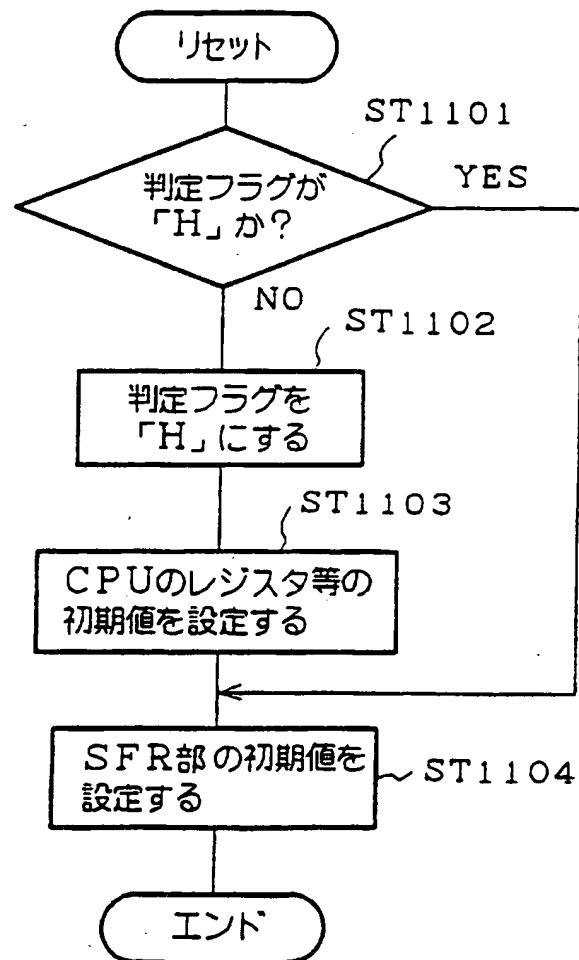 リセット
ST1101
判定フラグが
「H」か?
YES
NO
ST1102
判定フラグを
「H」にする
ST1103
CPUのレジスタ等の
初期値を設定する
SFR部の初期値を
設定する
ST1104
エンド